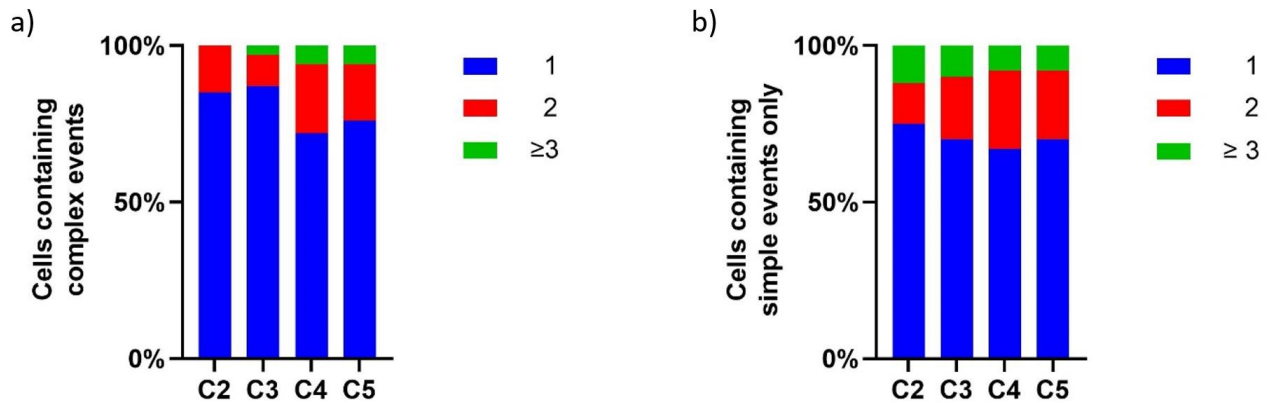 a)
Cells containing
complex events
100%
50%
0%
C2 C3 C4 C5
1
2
≥3
b)
Cells containing
simple events only
100%
50%
0%
C2 C3 C4 C5
1
2
≥ 3